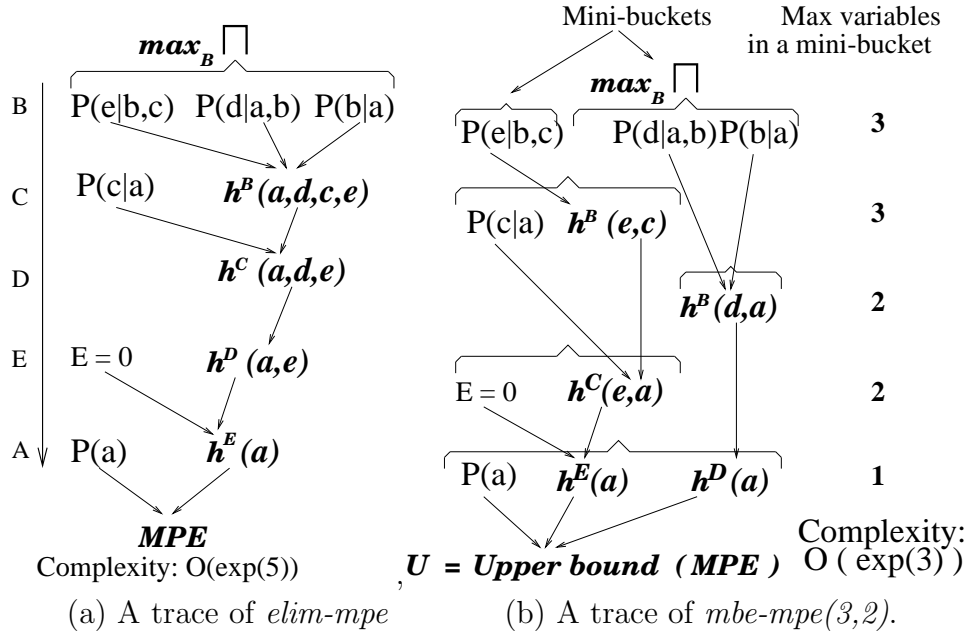 max_B ∏
B P(e|b,c) P(d|a,b) P(b|a)
C P(c|a) h^B(a,d,c,e)
D h^C (a,d,e)
E E = 0 h^D (a,e)
A P(a) h^E (a)
MPE
Complexity: O(exp(5))
(a) A trace of elim-mpe
Mini-buckets
Max variables
in a mini-bucket
max_B ∏
P(e|b,c) P(d|a,b) P(b|a) 3
P(c|a) h^B (e,c) 3
h^B(d,a) 2
E = 0 h^C(e,a) 2
P(a) h^E(a) h^D(a) 1
, U = Upper bound (MPE)
Complexity:
O ( exp(3) )
(b) A trace of mbe-mpe(3,2).